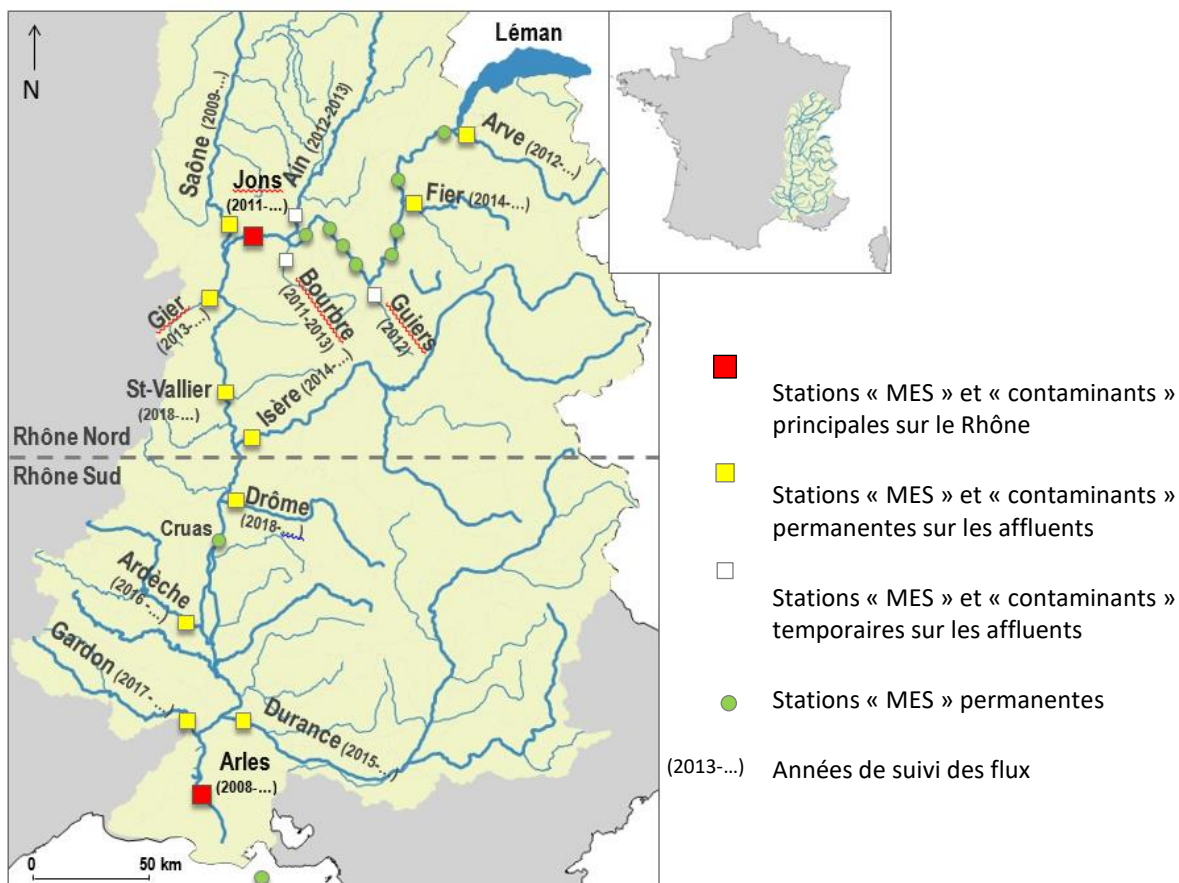 Léman
N
Saône (2009-...)
Ain (2012-2013)
Arve
(2012-...)
Jons
(2011-...)
Fier (2014-...)
Gier
(2013-...)
Bourbre
(2011-2013)
Guiers
(2012)
St-Vallier
(2018-...)
Isère (2014-...)
Rhône Nord
Rhône Sud
Drôme
(2018-...)
Cruas
Ardèche
(2016 -...)
Gardon (2017 -...)
Durance (2015-...)
Arles
(2008-...)
0 50 km
Stations « MES » et « contaminants »
principales sur le Rhône
Stations « MES » et « contaminants »
permanentes sur les affluents
Stations « MES » et « contaminants »
temporaires sur les affluents
Stations « MES » permanentes
(2013-...) Années de suivi des flux